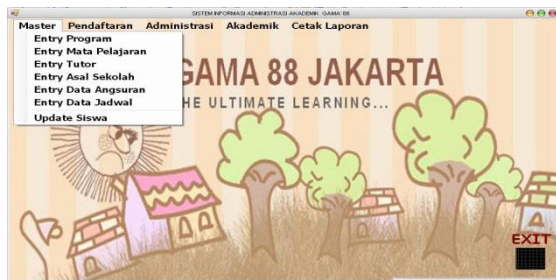 SISTEM INFORMASI ADMINISTRASI AKADEMIK GAMA 88
Master Pendaftaran Administrasi Akademik Cetak Laporan
Entry Program
Entry Mata Pelajaran
Entry Tutor
Entry Asal Sekolah
Entry Data Angsuran
Entry Data Jadwal
Update Siswa
GAMA 88 JAKARTA
HE ULTIMATE LEARNING...
EXIT